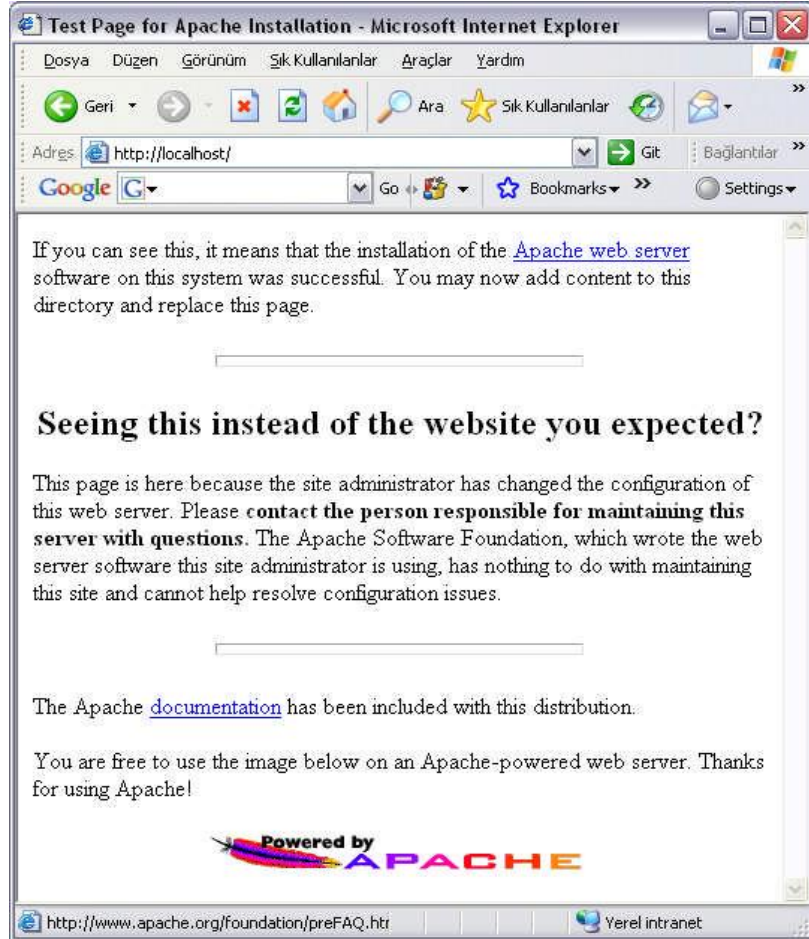 Test Page for Apache Installation - Microsoft Internet Explorer
Dosya Düzen Görünüm Sık Kullanılanlar Araçlar Yardım
Geri Ara Sık Kullanılanlar »
Adres http://localhost/ Git Bağlantılar »
Google G Go Bookmarks » Settings
If you can see this, it means that the installation of the Apache web server
software on this system was successful. You may now add content to this
directory and replace this page.
Seeing this instead of the website you expected?
This page is here because the site administrator has changed the configuration of
this web server. Please contact the person responsible for maintaining this
server with questions. The Apache Software Foundation, which wrote the web
server software this site administrator is using, has nothing to do with maintaining
this site and cannot help resolve configuration issues.
The Apache documentation has been included with this distribution.
You are free to use the image below on an Apache-powered web server. Thanks
for using Apache!
Powered by
APACHE
http://www.apache.org/foundation/preFAQ.htr Yerel intranet